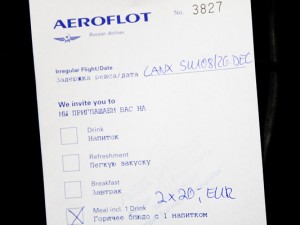 AEROFLOT
No. 3827
Russian Airlines
Irregular Flight/Date
Задержка рейса/дата CANX SU108/26 DEC
We invite you to
МЫ ПРИГЛАШАЕМ ВАС НА
Drink
Напиток
Refreshment
Легкую закуску
Breakfast
Завтрак
2 x 20,- EUR
Meal incl. 1 Drink
Горячее блюдо с 1 напитком